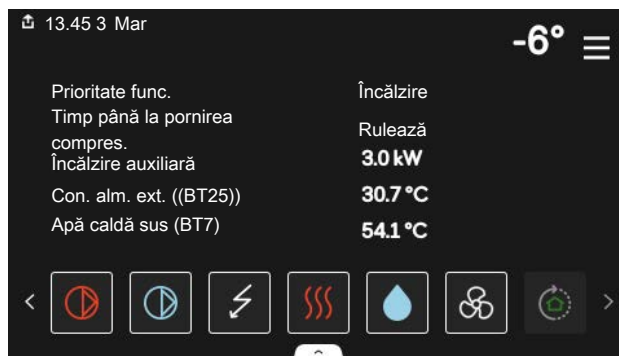 13.45 3 Mar
-6°
Prioritate func. Încălzire
Timp până la pornirea
compres. Rulează
Încălzire auxiliară 3.0 kW
Con. alm. ext. ((BT25)) 30.7 °C
Apă caldă sus (BT7) 54.1 °C